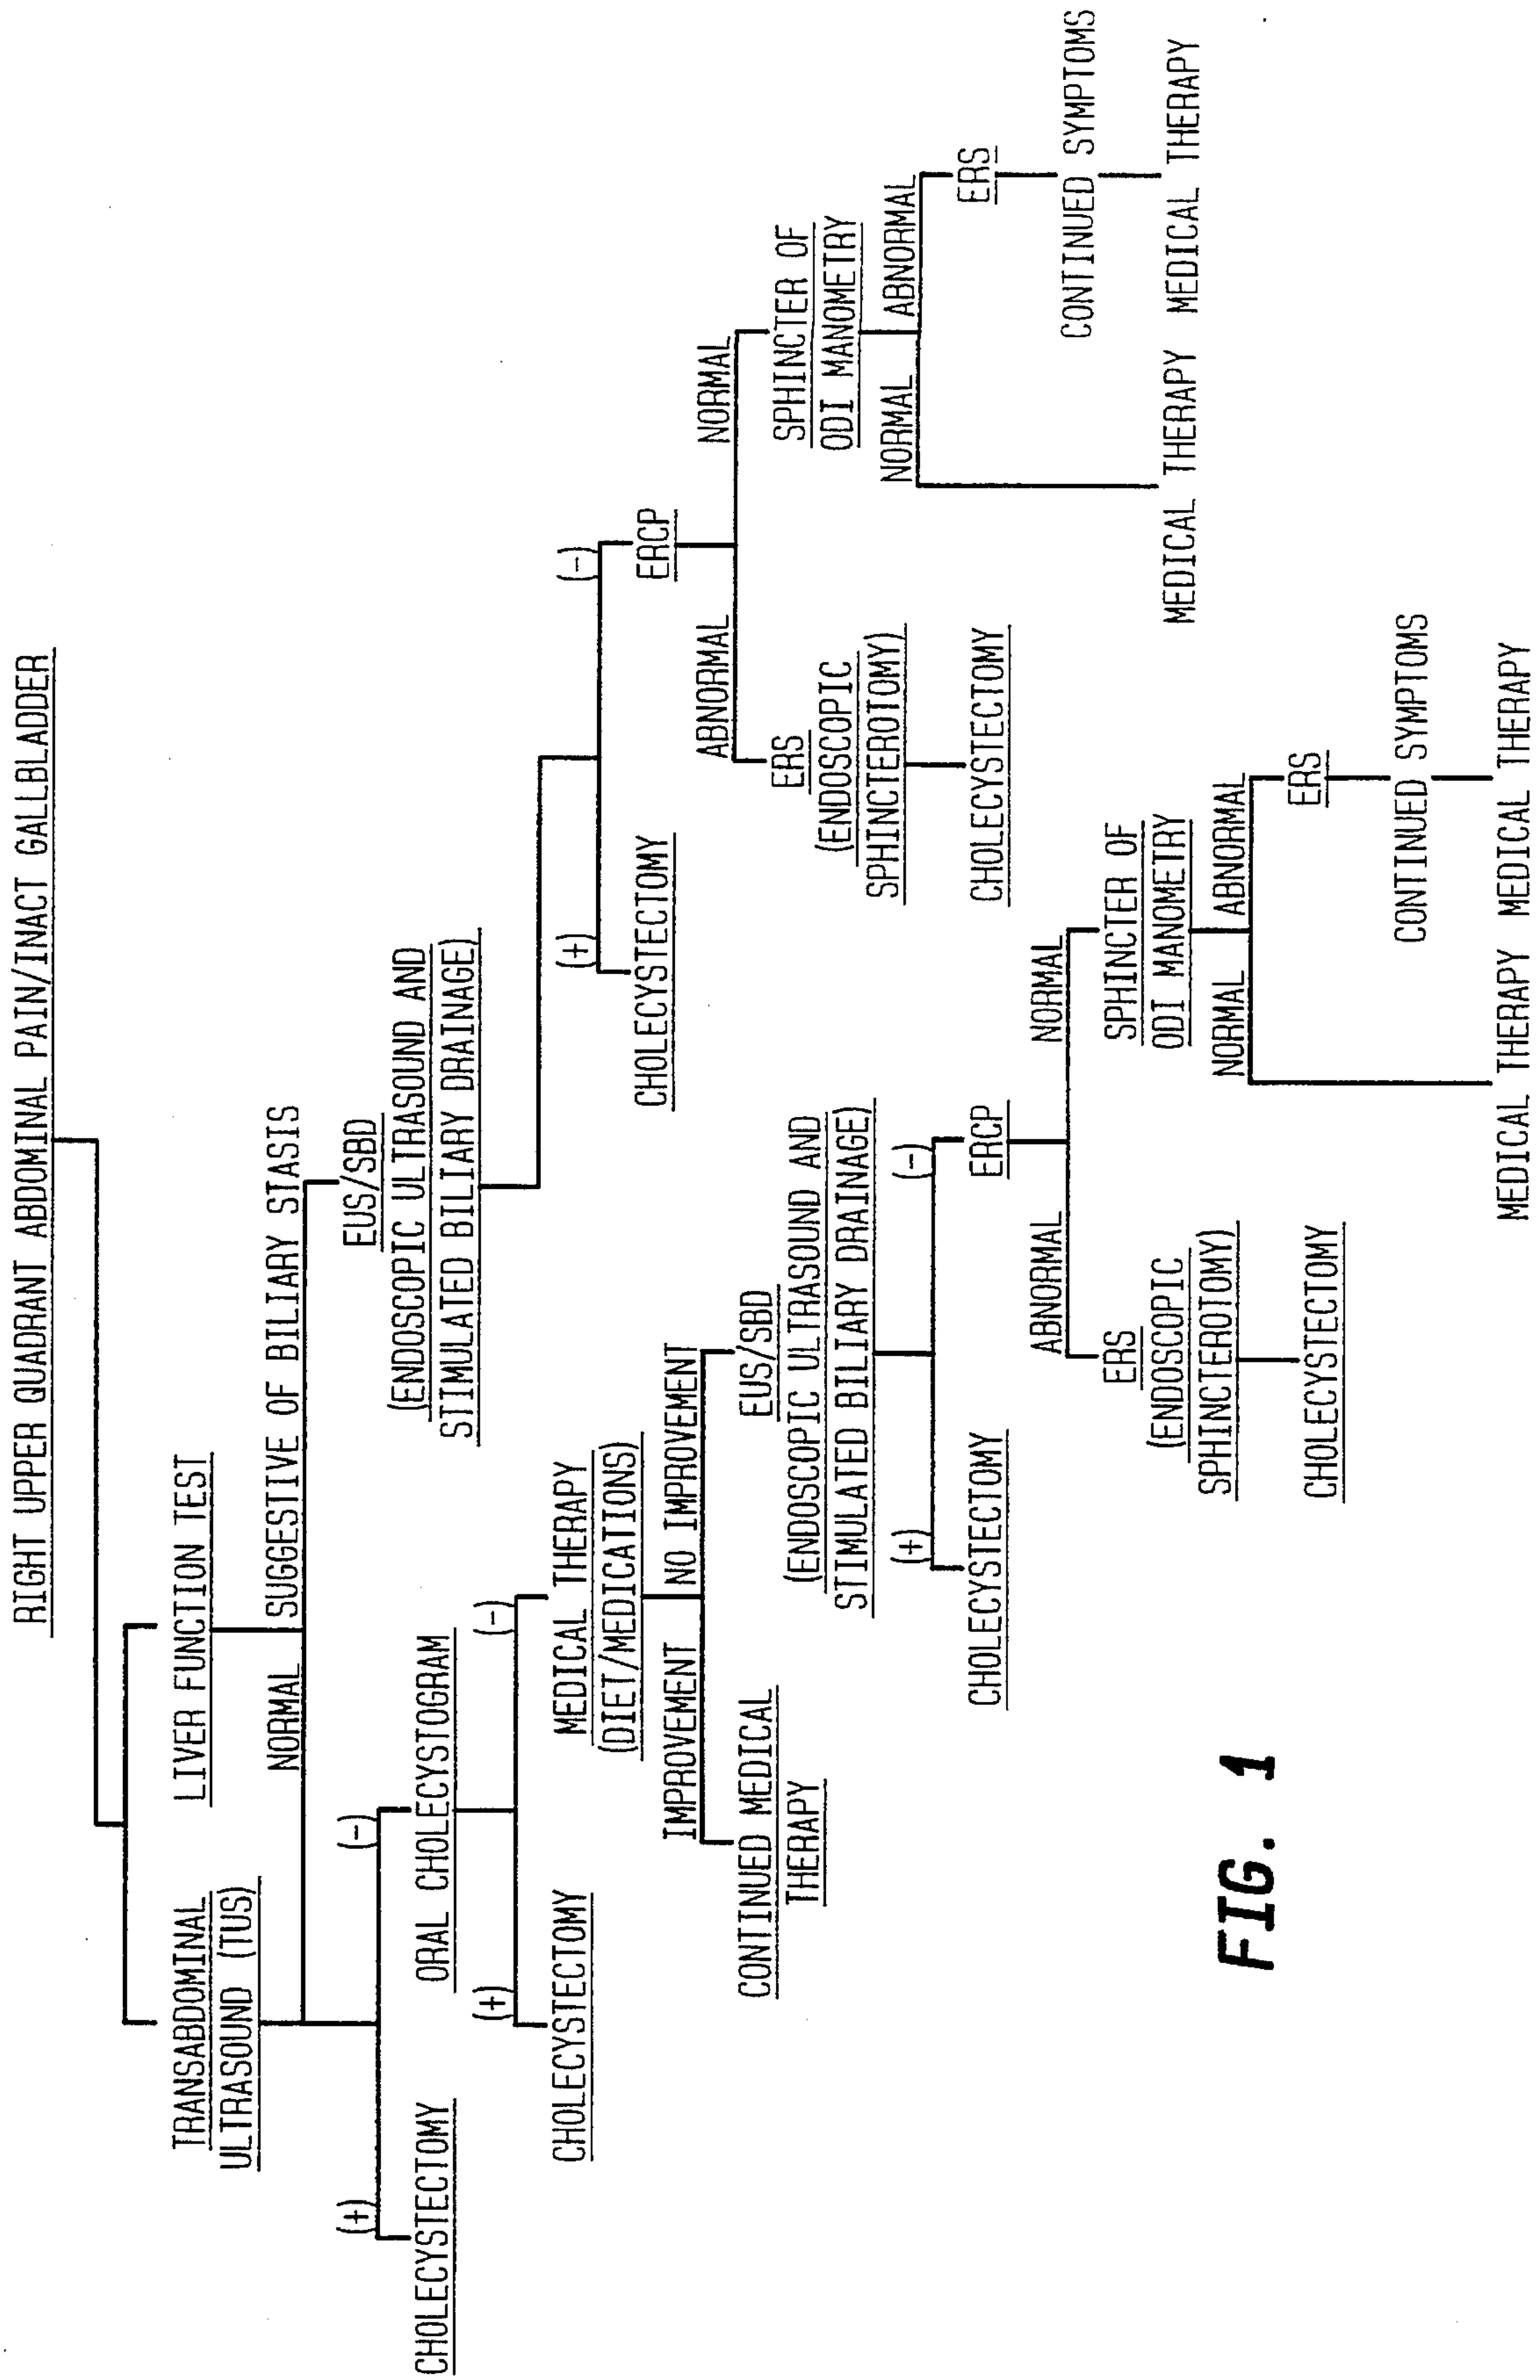 RIGHT UPPER QUADRANT ABDOMINAL PAIN/INACT GALLBLADDER
TRANSABDOMINAL
ULTRASOUND (TUS)
LIVER FUNCTION TEST
NORMAL
SUGGESTIVE OF BILIARY STASIS
(+)
(-)
CHOLECYSTECTOMY
ORAL CHOLECYSTOGRAM
EUS/SBD
(ENDOSCOPIC ULTRASOUND AND
STIMULATED BILIARY DRAINAGE)
(+)
(-)
CHOLECYSTECTOMY
MEDICAL THERAPY
(DIET/MEDICATIONS)
(+)
(-)
CHOLECYSTECTOMY
ERCP
IMPROVEMENT
NO IMPROVEMENT
ABNORMAL
NORMAL
CONTINUED MEDICAL
THERAPY
EUS/SBD
(ENDOSCOPIC ULTRASOUND AND
STIMULATED BILIARY DRAINAGE)
ERS
(ENDOSCOPIC
SPHINCTEROTOMY)
SPHINCTER OF
ODI MANOMETRY
(+)
(-)
NORMAL
ABNORMAL
CHOLECYSTECTOMY
ERCP
CHOLECYSTECTOMY
ERS
ABNORMAL
NORMAL
CONTINUED SYMPTOMS
ERS
(ENDOSCOPIC
SPHINCTEROTOMY)
SPHINCTER OF
ODI MANOMETRY
MEDICAL THERAPY
MEDICAL THERAPY
NORMAL
ABNORMAL
CHOLECYSTECTOMY
ERS
CONTINUED SYMPTOMS
MEDICAL THERAPY
MEDICAL THERAPY
FIG. 1